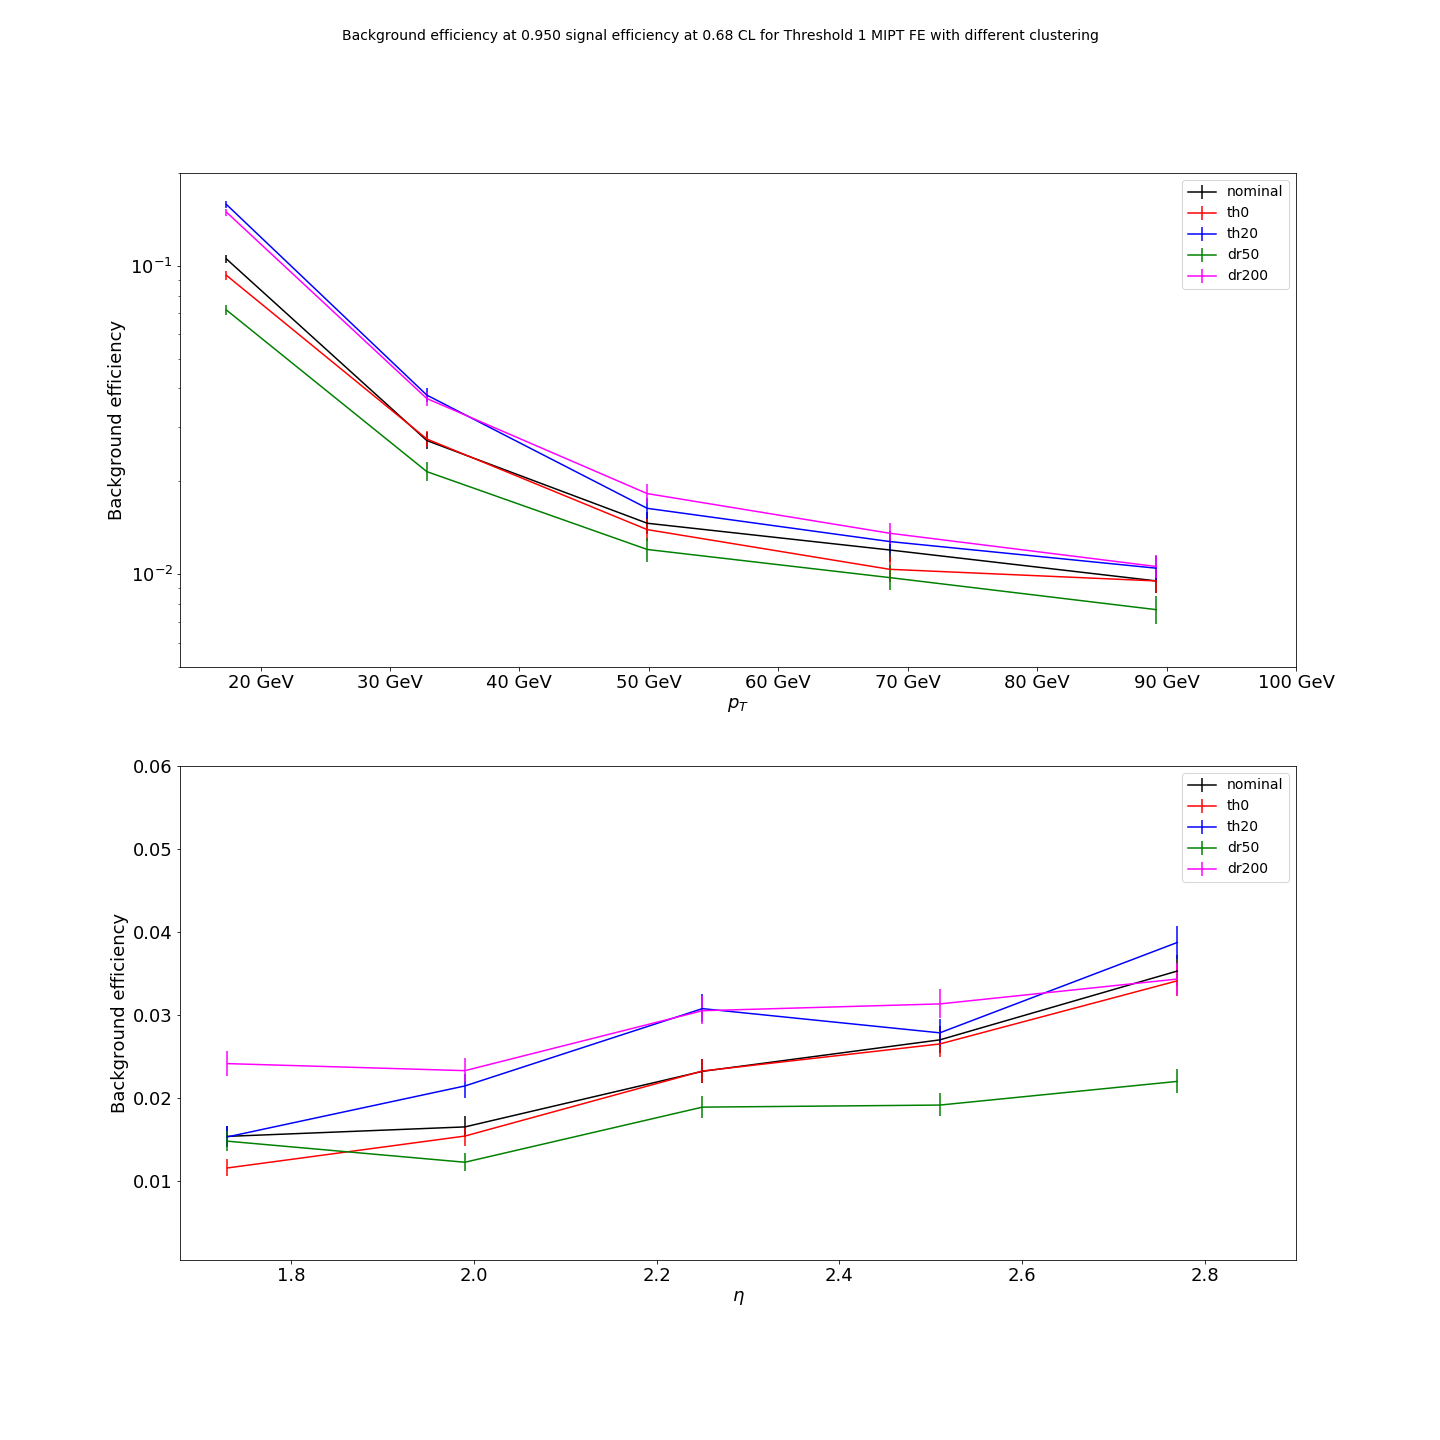 Background efficiency at 0.950 signal efficiency at 0.68 CL for Threshold 1 MIPT FE with different clustering
nominal
th0
th20
dr50
dr200
Background efficiency
10⁻¹
10⁻²
20 GeV 30 GeV 40 GeV 50 GeV 60 GeV 70 GeV 80 GeV 90 GeV 100 GeV
p_T
nominal
th0
th20
dr50
dr200
Background efficiency
0.06
0.05
0.04
0.03
0.02
0.01
1.8 2.0 2.2 2.4 2.6 2.8
η